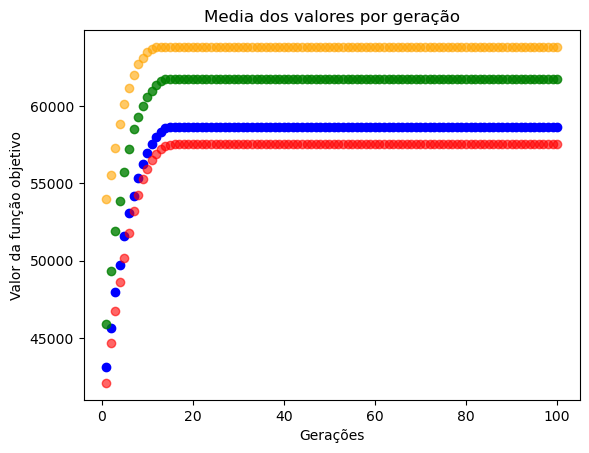 Media dos valores por geração
Valor da função objetivo
60000
55000
50000
45000
0 20 40 60 80 100
Gerações